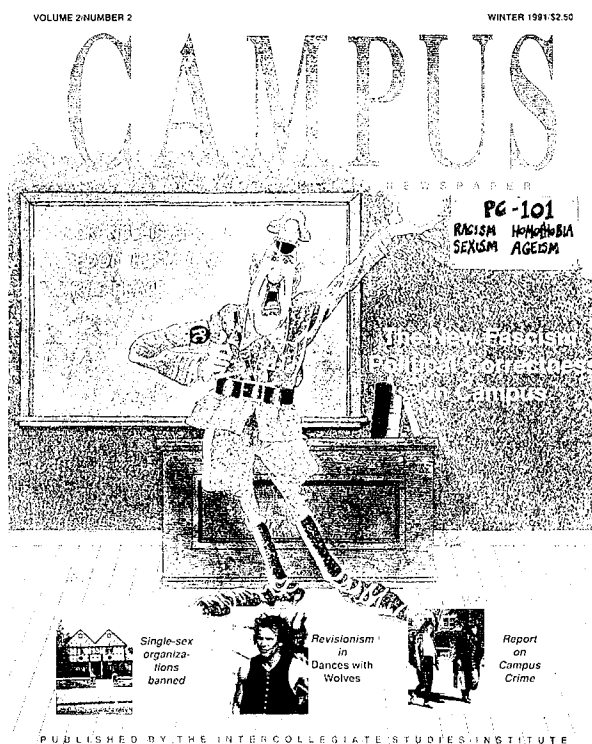 VOLUME 2/NUMBER 2
WINTER 1991/$2.50
CAMPUS
NEWSPAPER
PC-101
RACISM HOMOPHOBIA
SEXISM AGEISM
The New Fascism
Political Correctness
on Campus
Single-sex
organiza-
tions
banned
Revisionism
in
Dances with
Wolves
Report
on
Campus
Crime
PUBLISHED BY THE INTERCOLLEGIATE STUDIES INSTITUTE